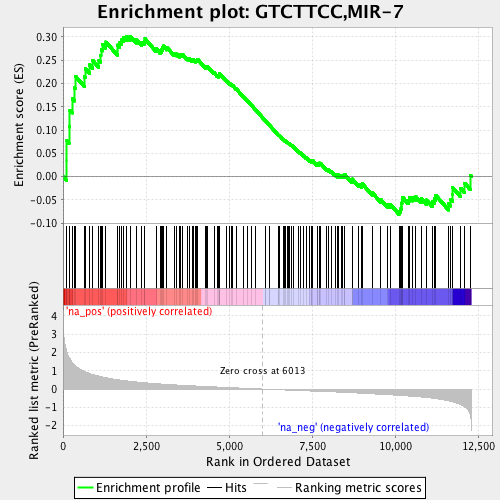 Enrichment plot: GTCTTCC,MIR-7
Enrichment score (ES)
0.30
0.25
0.20
0.15
0.10
0.05
0.00
-0.05
-0.10
'na_pos' (positively correlated)
Ranked list metric (PreRanked)
4
3
2
1
0
-1
-2
Zero cross at 6013
'na_neg' (negatively correlated)
0
2,500
5,000
7,500
10,000
12,500
Rank in Ordered Dataset
Enrichment profile
Hits
Ranking metric scores